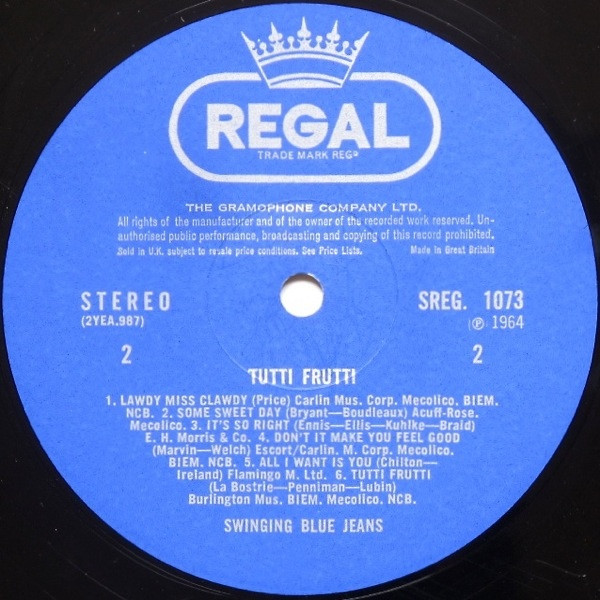 REGAL
TRADE MARK REGD
THE GRAMOPHONE COMPANY LTD.
All rights of the manufacturer and of the owner of the recorded work reserved. Un-
authorised public performance, broadcasting and copying of this record prohibited.
Sold in U.K. subject to resale price conditions. See Price Lists. Made in Great Britain
STEREO SREG. 1073
(2YEA.987) Ⓟ 1964
2 2
TUTTI FRUTTI
1. LAWDY MISS CLAWDY (Price) Carlin Mus. Corp. Mecolico. BIEM.
NCB. 2. SOME SWEET DAY (Bryant—Boudleaux) Acuff-Rose.
Mecolico. 3. IT'S SO RIGHT (Ennis—Ellis—Kuhlke—Braid)
E. H. Morris & Co. 4. DON'T IT MAKE YOU FEEL GOOD
(Marvin—Welch) Escort/Carlin. M. Corp. Mecolico.
BIEM. NCB. 5. ALL I WANT IS YOU (Chilton—
Ireland) Flamingo M. Ltd. 6. TUTTI FRUTTI
(La Bostrie—Penniman—Lubin)
Burlington Mus. BIEM. Mecolico. NCB.
SWINGING BLUE JEANS